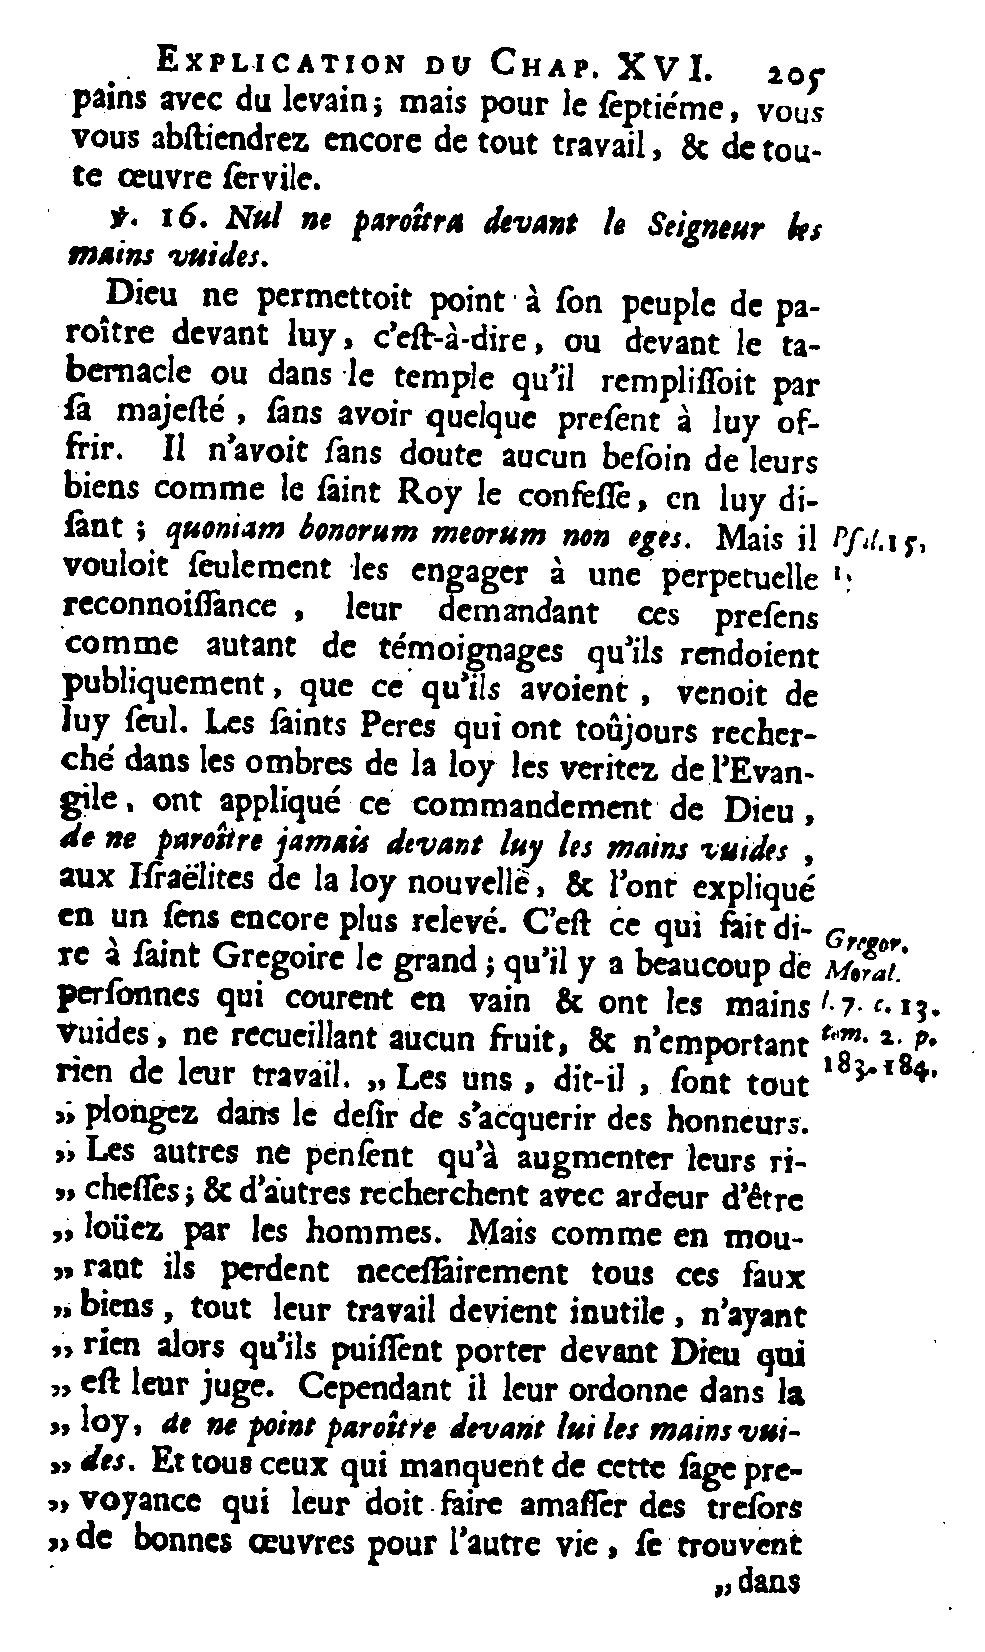 EXPLICATION DU CHAP. XVI. 205
pains avec du levain; mais pour le ſeptiéme, vous
vous abſtiendrez encore de tout travail, & de tou-
te œuvre ſervile.
℣. 16. Nul ne paroîtra devant le Seigneur les
mains vuides.
Dieu ne permettoit point à ſon peuple de pa-
roître devant luy, c'eſt-à-dire, ou devant le ta-
bernacle ou dans le temple qu'il rempliſſoit par
ſa majeſté, ſans avoir quelque preſent à luy of-
frir. Il n'avoit ſans doute aucun beſoin de leurs
biens comme le ſaint Roy le confeſſe, en luy di-
ſant; quoniam bonorum meorum non eges. Mais il
Pſal. 15,
vouloit ſeulement les engager à une perpetuelle
1.
reconnoiſſance, leur demandant ces preſens
comme autant de témoignages qu'ils rendoient
publiquement, que ce qu'ils avoient, venoit de
luy ſeul. Les ſaints Peres qui ont toûjours recher-
ché dans les ombres de la loy les veritez de l'Evan-
gile, ont appliqué ce commandement de Dieu,
de ne paroître jamais devant luy les mains vuides,
aux Iſraëlites de la loy nouvelle, & l'ont expliqué
en un ſens encore plus relevé. C'eſt ce qui fait di-
Gregor.
re à ſaint Gregoire le grand; qu'il y a beaucoup de
Moral.
perſonnes qui courent en vain & ont les mains
l. 7. c. 13.
vuides, ne recueillant aucun fruit, & n'emportant
tom. 2. p.
rien de leur travail. „ Les uns, dit-il, ſont tout
183. 184.
„ plongez dans le deſir de s'acquerir des honneurs.
„ Les autres ne penſent qu'à augmenter leurs ri-
„ cheſſes; & d'autres recherchent avec ardeur d'être
„ loüez par les hommes. Mais comme en mou-
„ rant ils perdent neceſſairement tous ces faux
„ biens, tout leur travail devient inutile, n'ayant
„ rien alors qu'ils puiſſent porter devant Dieu qui
„ eſt leur juge. Cependant il leur ordonne dans la
„ loy, de ne point paroître devant lui les mains vui-
„ des. Et tous ceux qui manquent de cette ſage pre-
„ voyance qui leur doit faire amaſſer des treſors
„ de bonnes œuvres pour l'autre vie, ſe trouvent
„ dans